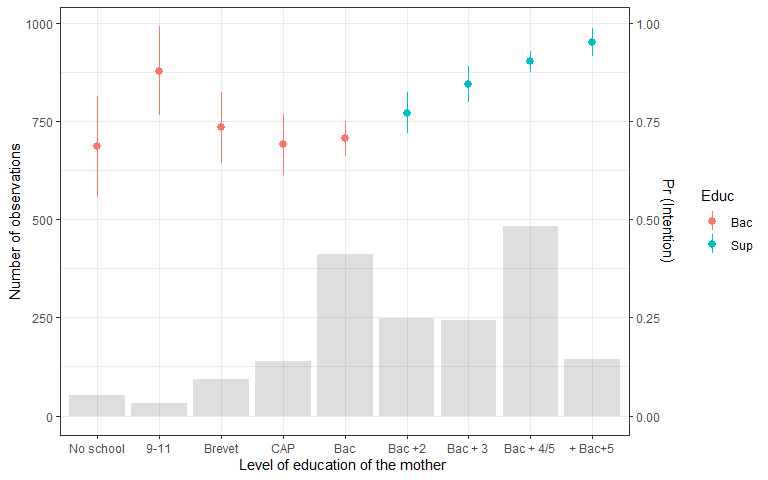 Number of observations
1000
750
500
250
0
1.00
0.75
0.50
0.25
0.00
Pr (Intention)
No school 9-11 Brevet CAP Bac Bac +2 Bac + 3 Bac + 4/5 + Bac+5
Level of education of the mother
Educ
Bac
Sup